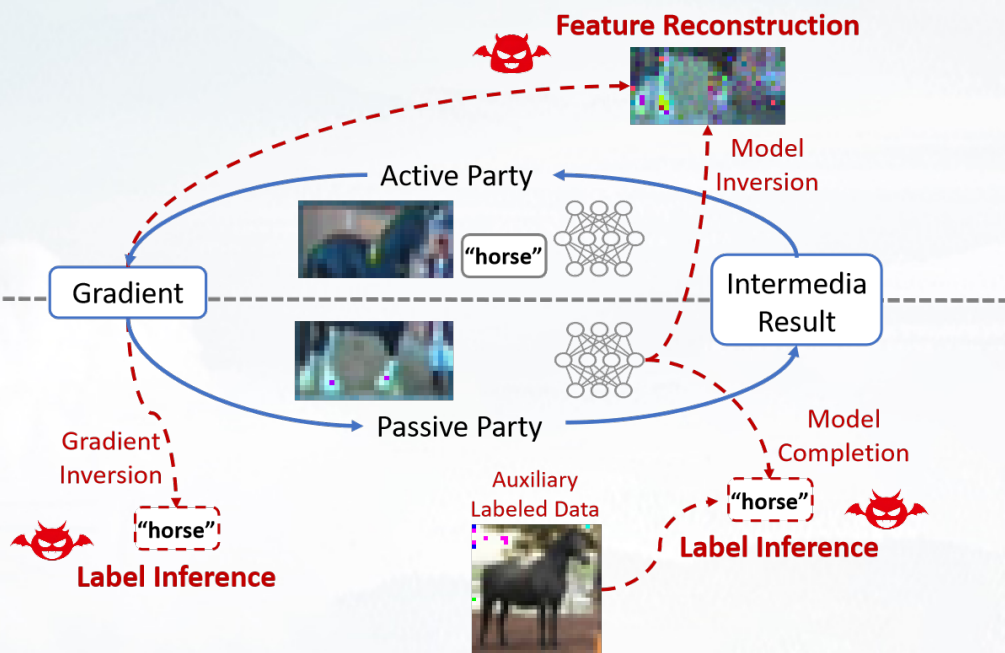 Feature Reconstruction
Model
Inversion
Active Party
“horse”
Gradient
Intermedia
Result
Passive Party
Gradient
Inversion
“horse”
Label Inference
Auxiliary
Labeled Data
Model
Completion
“horse”
Label Inference